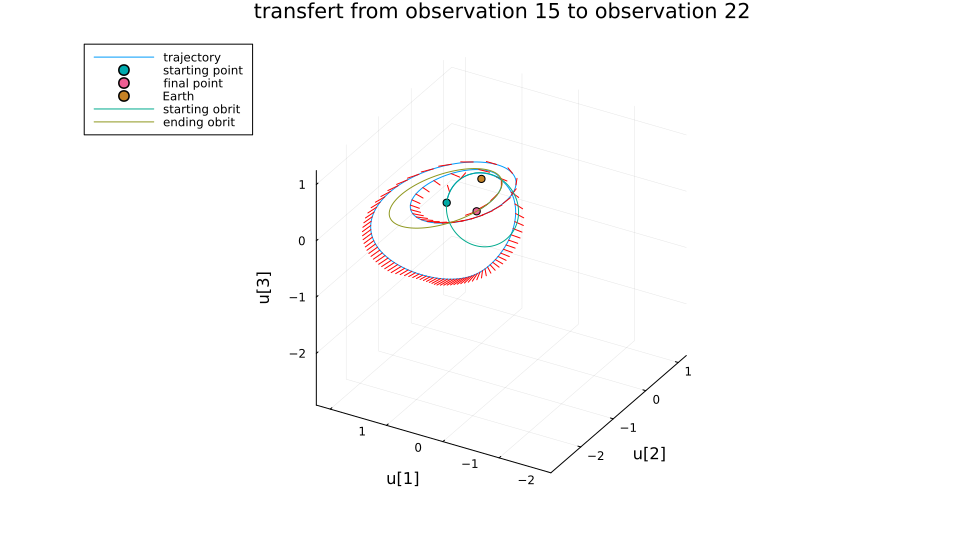 transfert from observation 15 to observation 22
trajectory
starting point
final point
Earth
starting obrit
ending obrit
1
0
−1
−2
u[3]
1
0
−1
−2
u[1]
1
0
−1
−2
u[2]